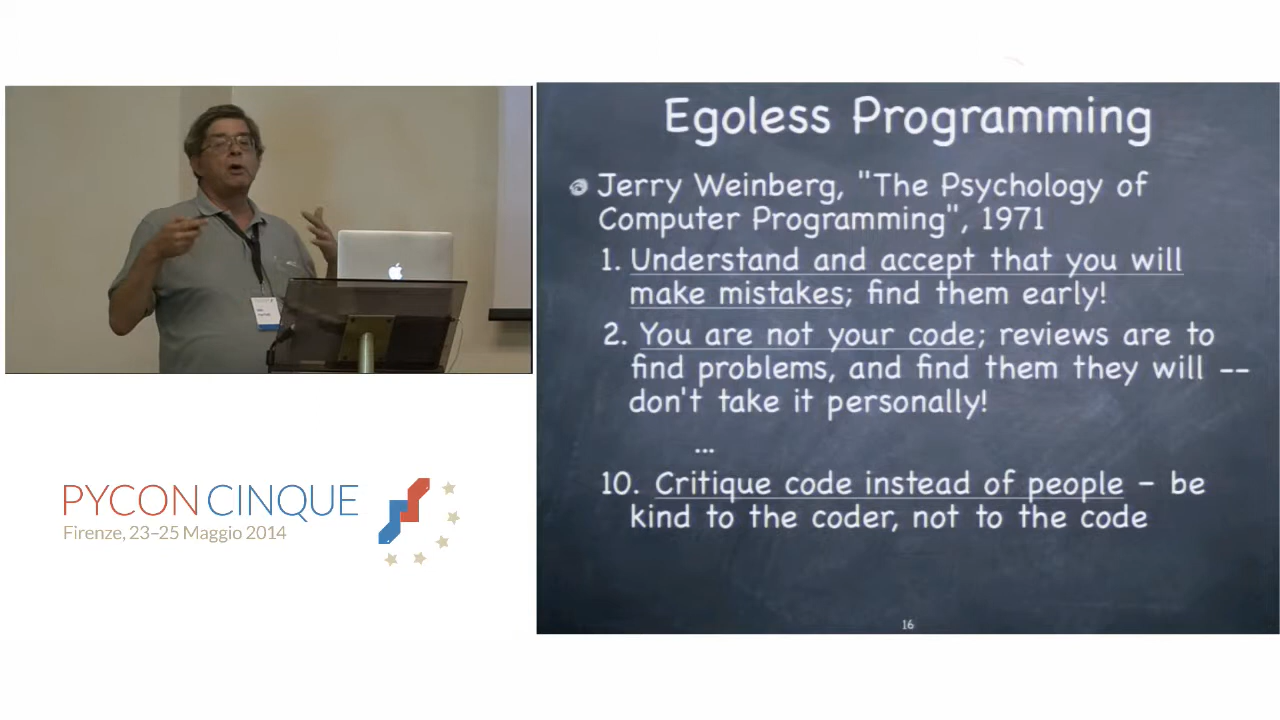 Egoless Programming
Jerry Weinberg, "The Psychology of
Computer Programming", 1971
1. Understand and accept that you will
make mistakes; find them early!
2. You are not your code; reviews are to
find problems, and find them they will --
don't take it personally!
...
10. Critique code instead of people – be
kind to the coder, not to the code
16
PYCON CINQUE
Firenze, 23–25 Maggio 2014